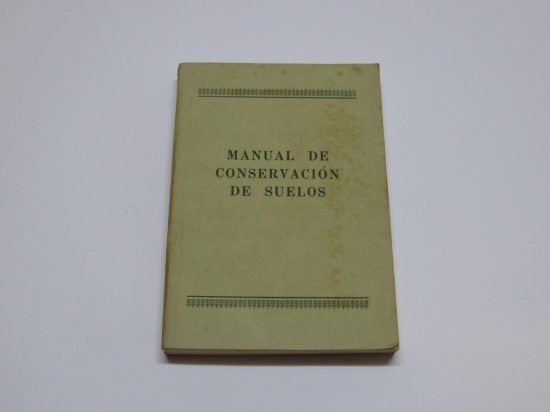 MANUAL DE
CONSERVACIÓN
DE SUELOS